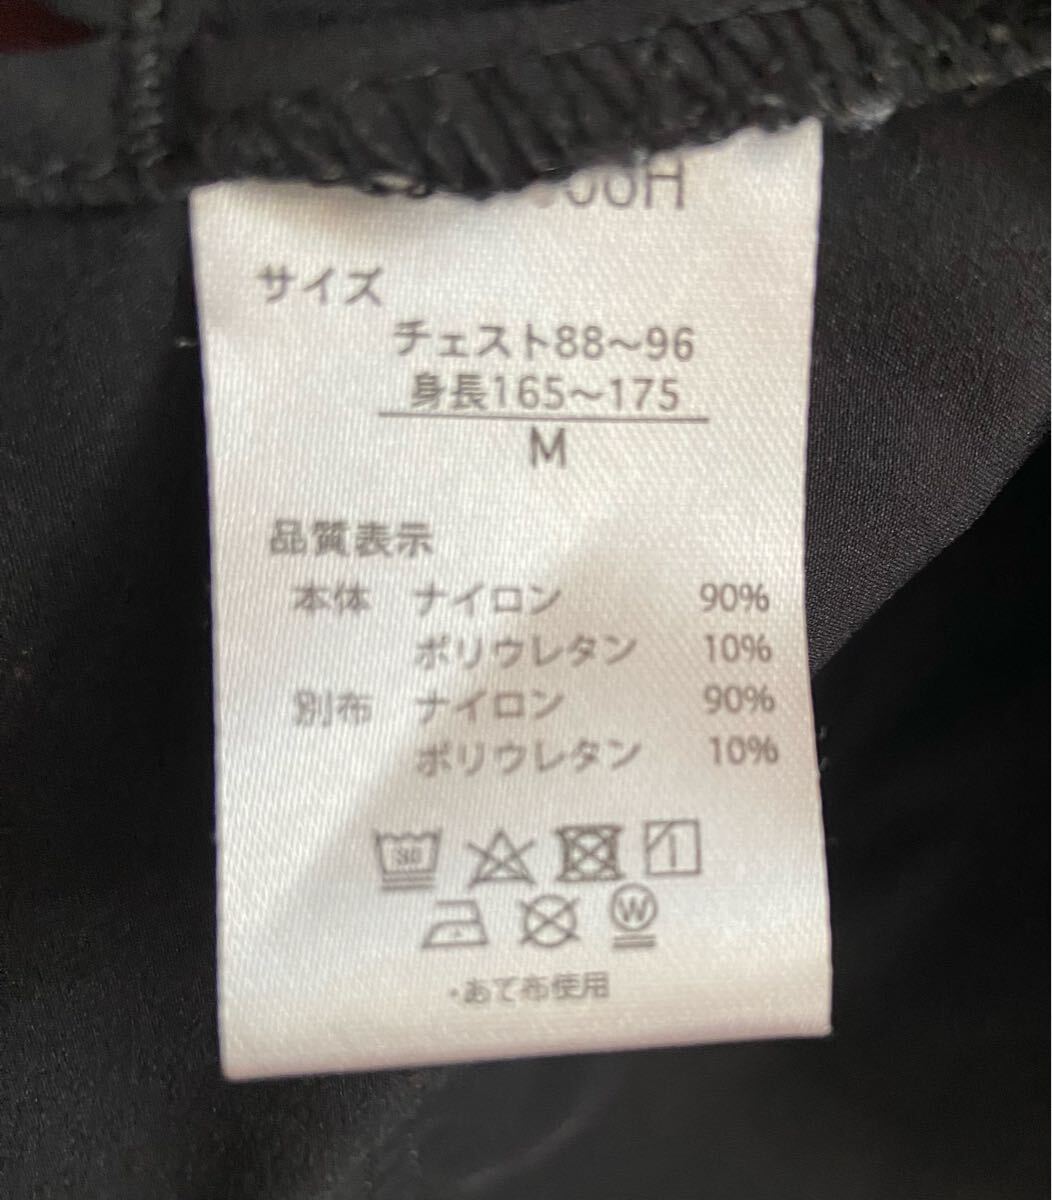 サイズ
チェスト88～96
身長165～175
M
品質表示
本体 ナイロン 90%
ポリウレタン 10%
別布 ナイロン 90%
ポリウレタン 10%
30
W
・あて布使用